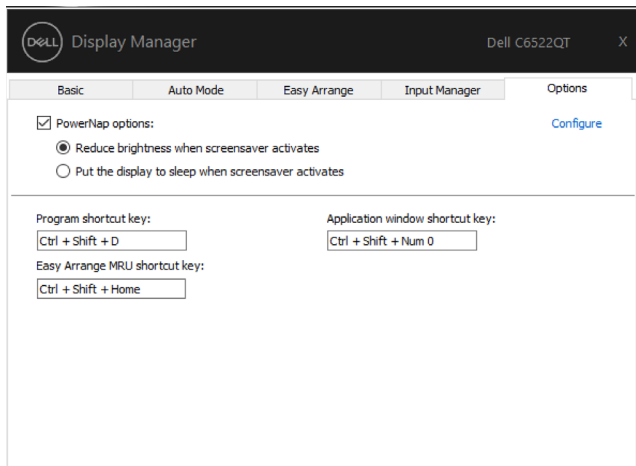 DELL Display Manager
Dell C6522QT X
Basic Auto Mode Easy Arrange Input Manager Options
PowerNap options: Configure
Reduce brightness when screensaver activates
Put the display to sleep when screensaver activates
Program shortcut key: Application window shortcut key:
Ctrl + Shift + D Ctrl + Shift + Num 0
Easy Arrange MRU shortcut key:
Ctrl + Shift + Home